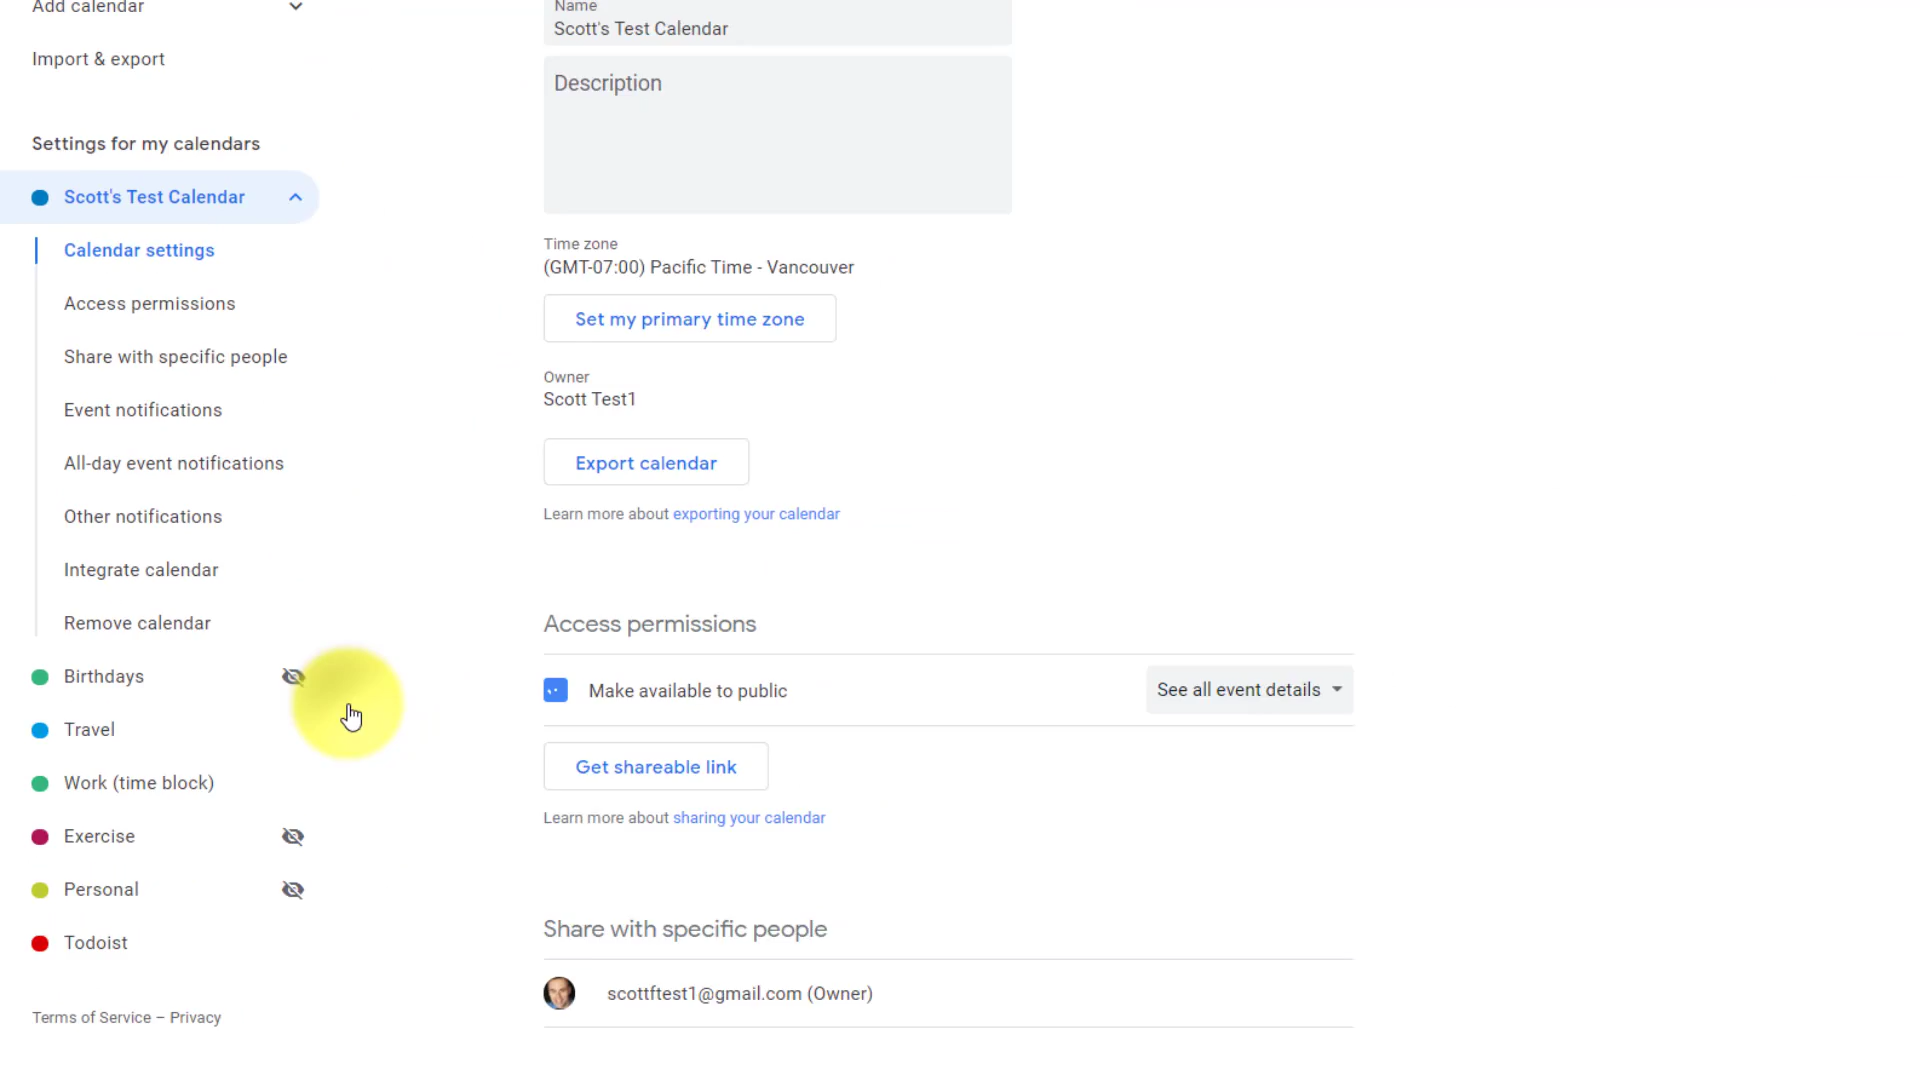 Add calendar
Import & export
Settings for my calendars
Scott's Test Calendar
Calendar settings
Access permissions
Share with specific people
Event notifications
All-day event notifications
Other notifications
Integrate calendar
Remove calendar
Birthdays
Travel
Work (time block)
Exercise
Personal
Todoist
Terms of Service – Privacy
Name
Scott's Test Calendar
Description
Time zone
(GMT-07:00) Pacific Time - Vancouver
Set my primary time zone
Owner
Scott Test1
Export calendar
Learn more about exporting your calendar
Access permissions
Make available to public
See all event details
Get shareable link
Learn more about sharing your calendar
Share with specific people
scottftest1@gmail.com (Owner)